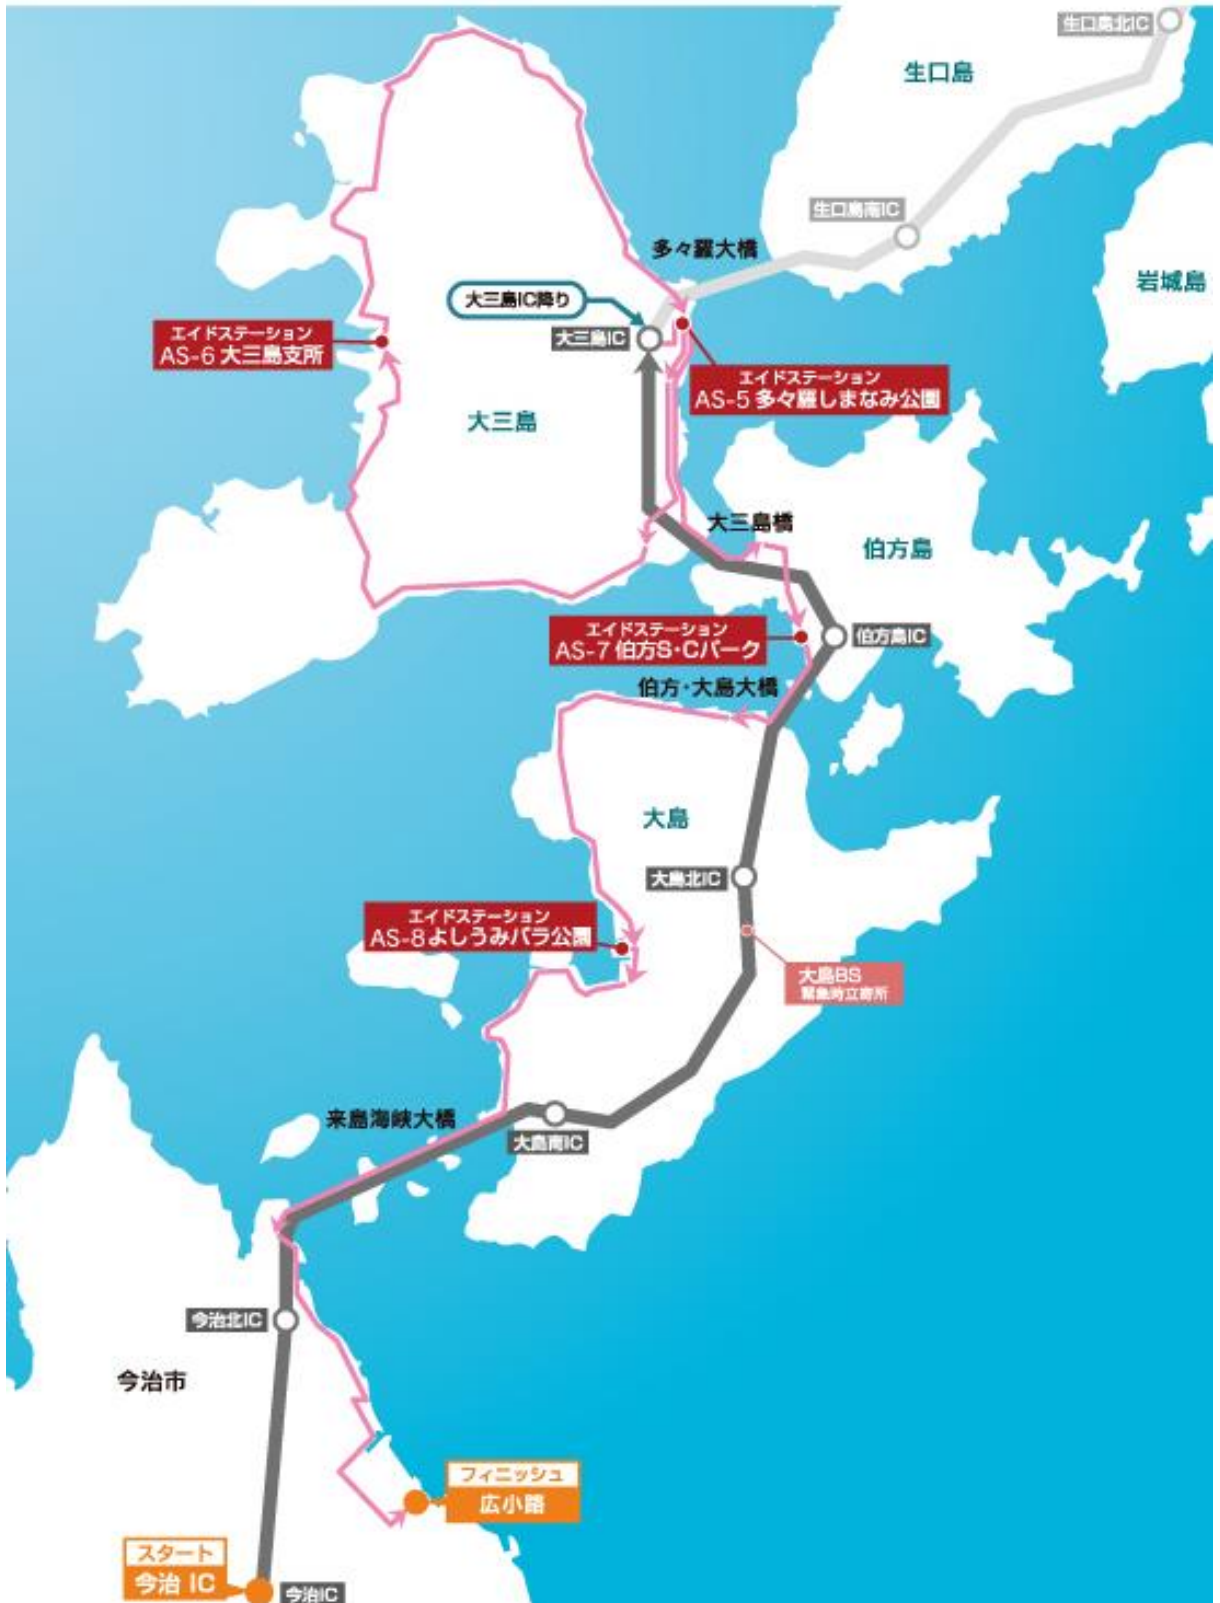 生口島北IC
生口島
生口島南IC
多々羅大橋
岩城島
大三島IC降り
大三島IC
エイドステーション
AS-6 大三島支所
エイドステーション
AS-5 多々羅しまなみ公園
大三島
大三島橋
伯方島
エイドステーション
AS-7 伯方S・Cパーク
伯方島IC
伯方・大島大橋
大島
大島北IC
エイドステーション
AS-8 よしうみバラ公園
大島BS
緊急時立寄所
来島海峡大橋
大島南IC
今治北IC
今治市
フィニッシュ
広小路
スタート
今治 IC
今治IC